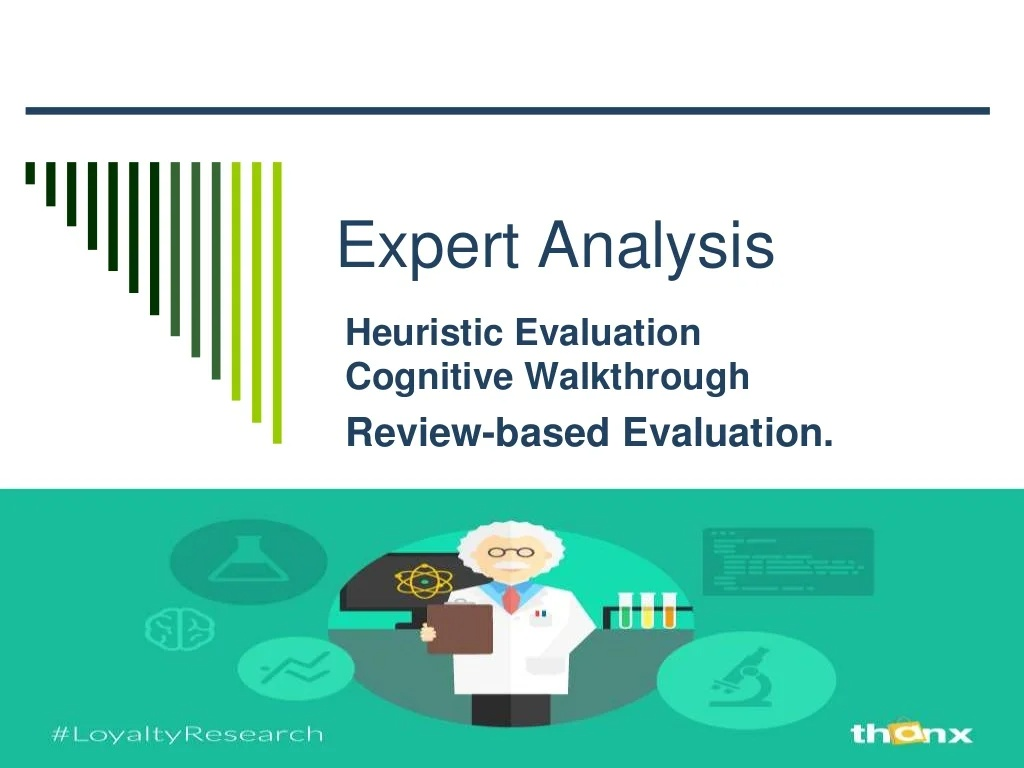 Expert Analysis
Heuristic Evaluation
Cognitive Walkthrough
Review-based Evaluation.
#LoyaltyResearch
thanx